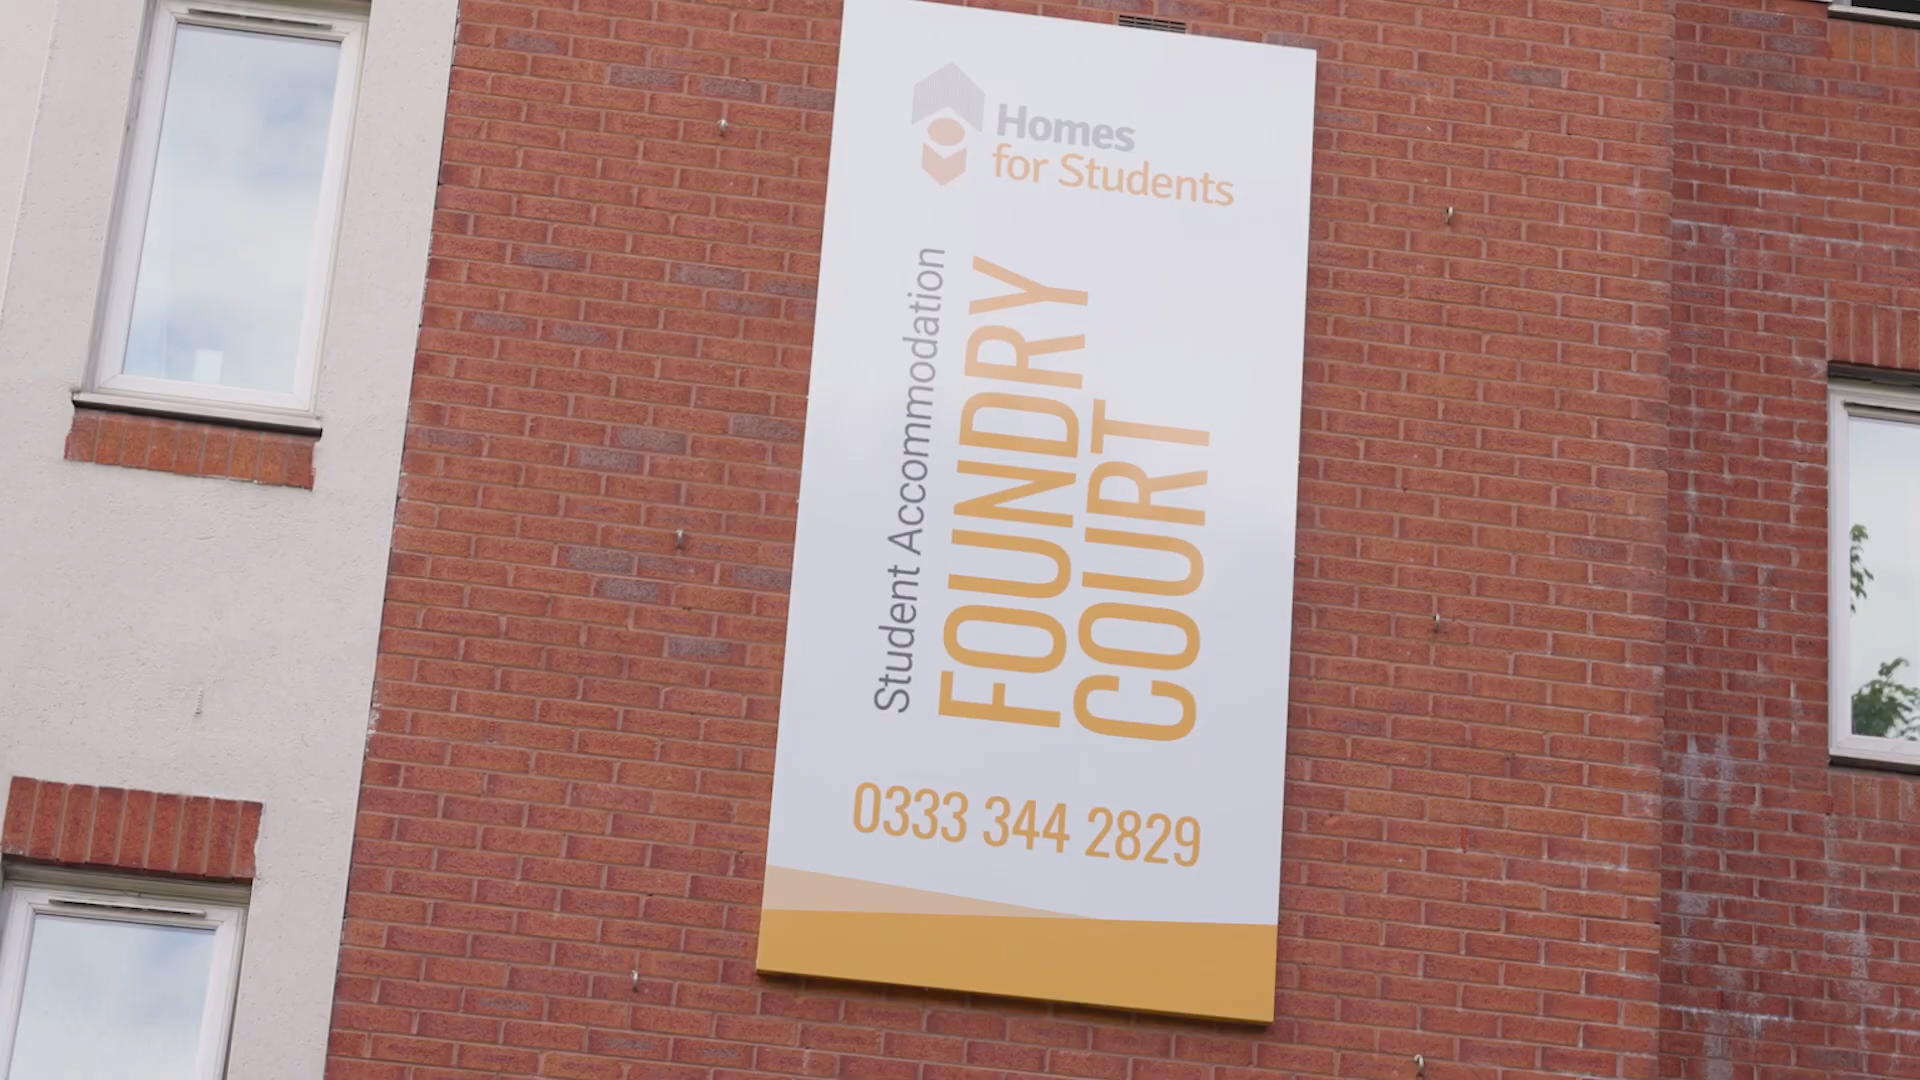 Homes
for Students
Student Accommodation
FOUNDRY
COURT
0333 344 2829